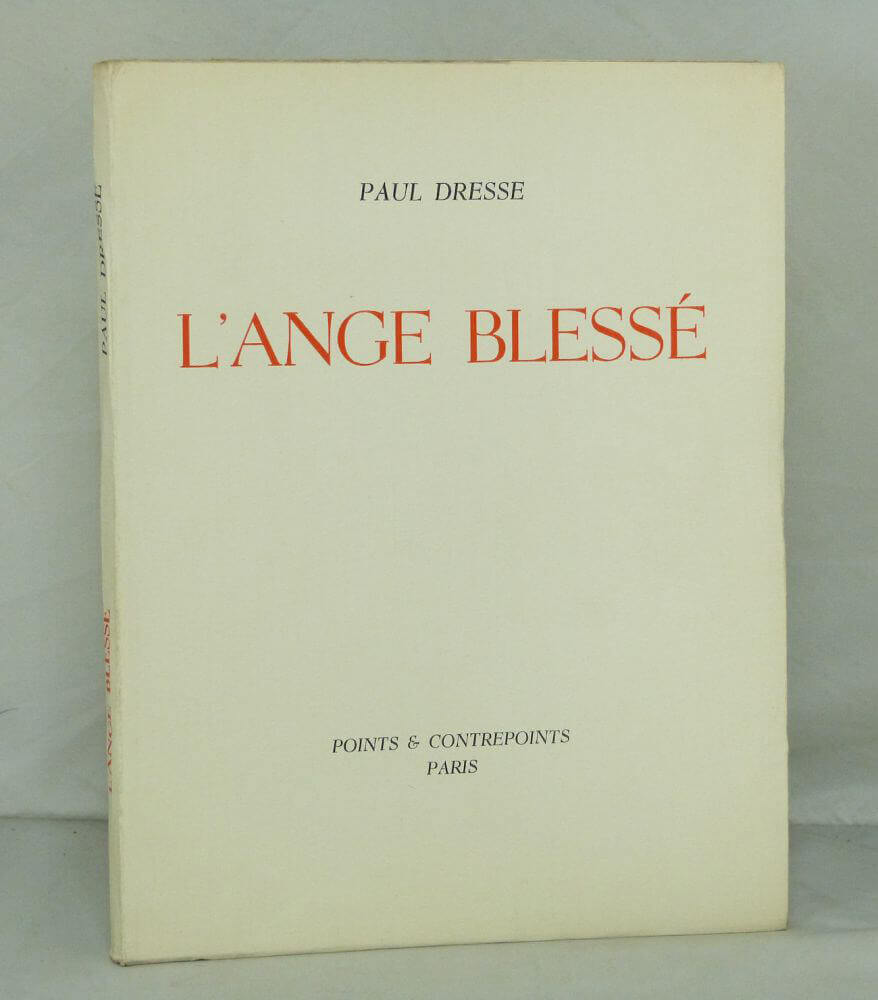 PAUL DRESSE
L'ANGE BLESSÉ
POINTS & CONTREPOINTS
PARIS
PAUL DRESSE
L'ANGE BLESSÉ